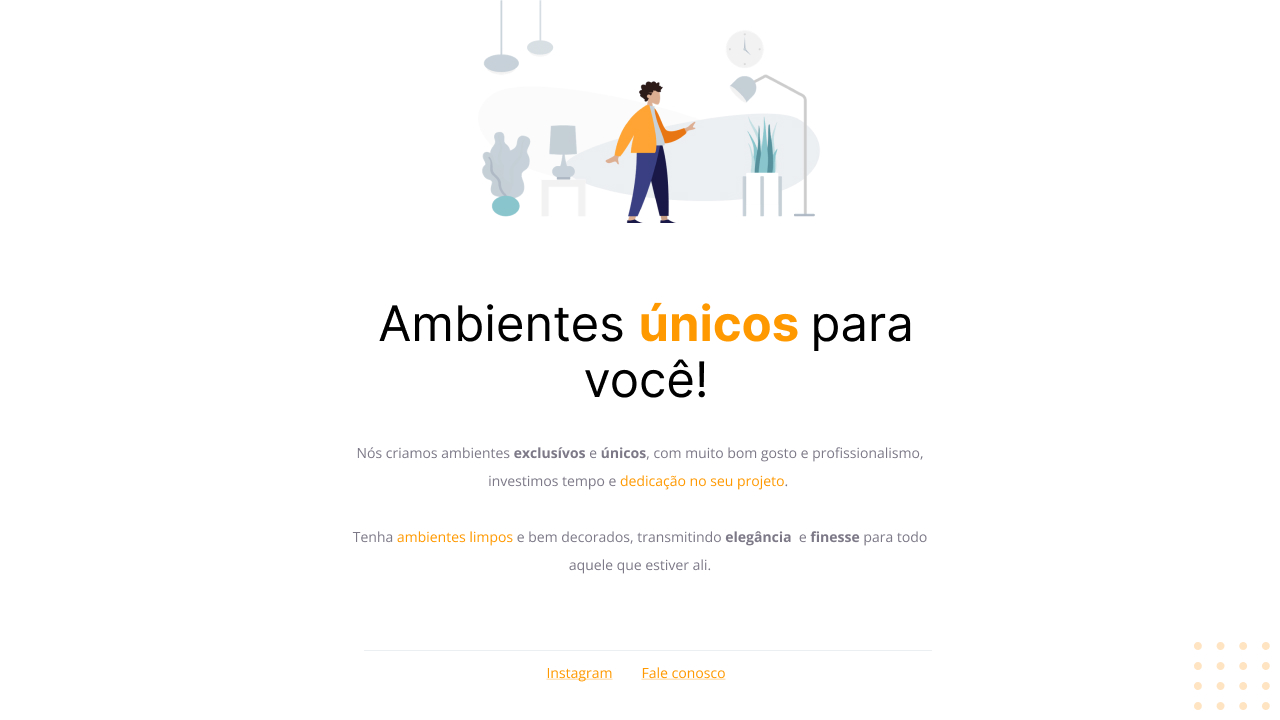 Ambientes únicos para
você!
Nós criamos ambientes exclusívos e únicos, com muito bom gosto e profissionalismo,
investimos tempo e dedicação no seu projeto.
Tenha ambientes limpos e bem decorados, transmitindo elegância  e finesse para todo
aquele que estiver ali.
Instagram
Fale conosco